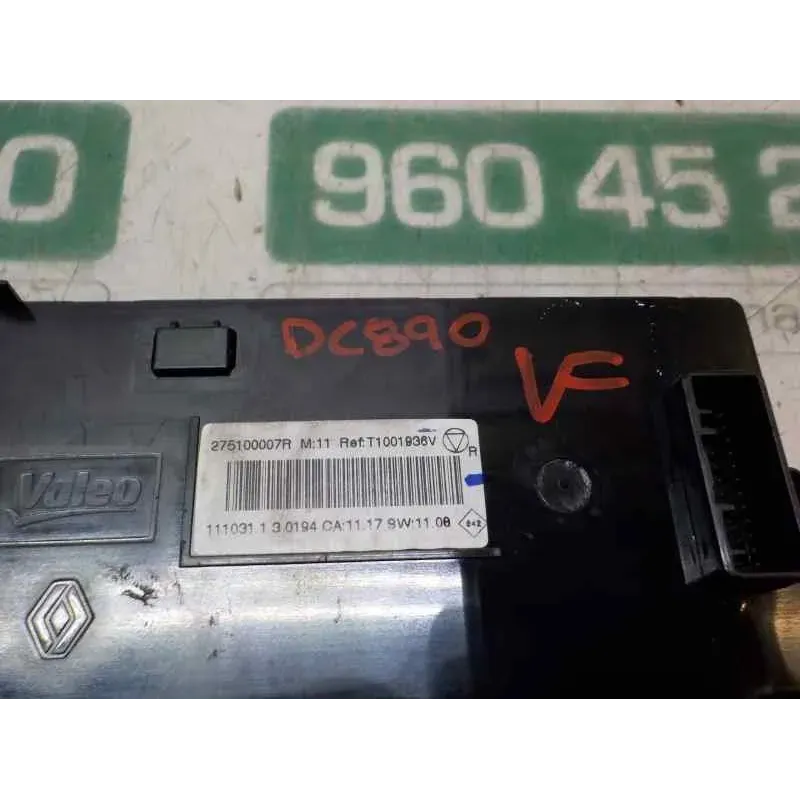 0
960 45 2
DC890
VC
275100007R M:11 Ref:T1001936V
R
Valeo
111031 1 3 0194 CA:11.17 SW:11.08